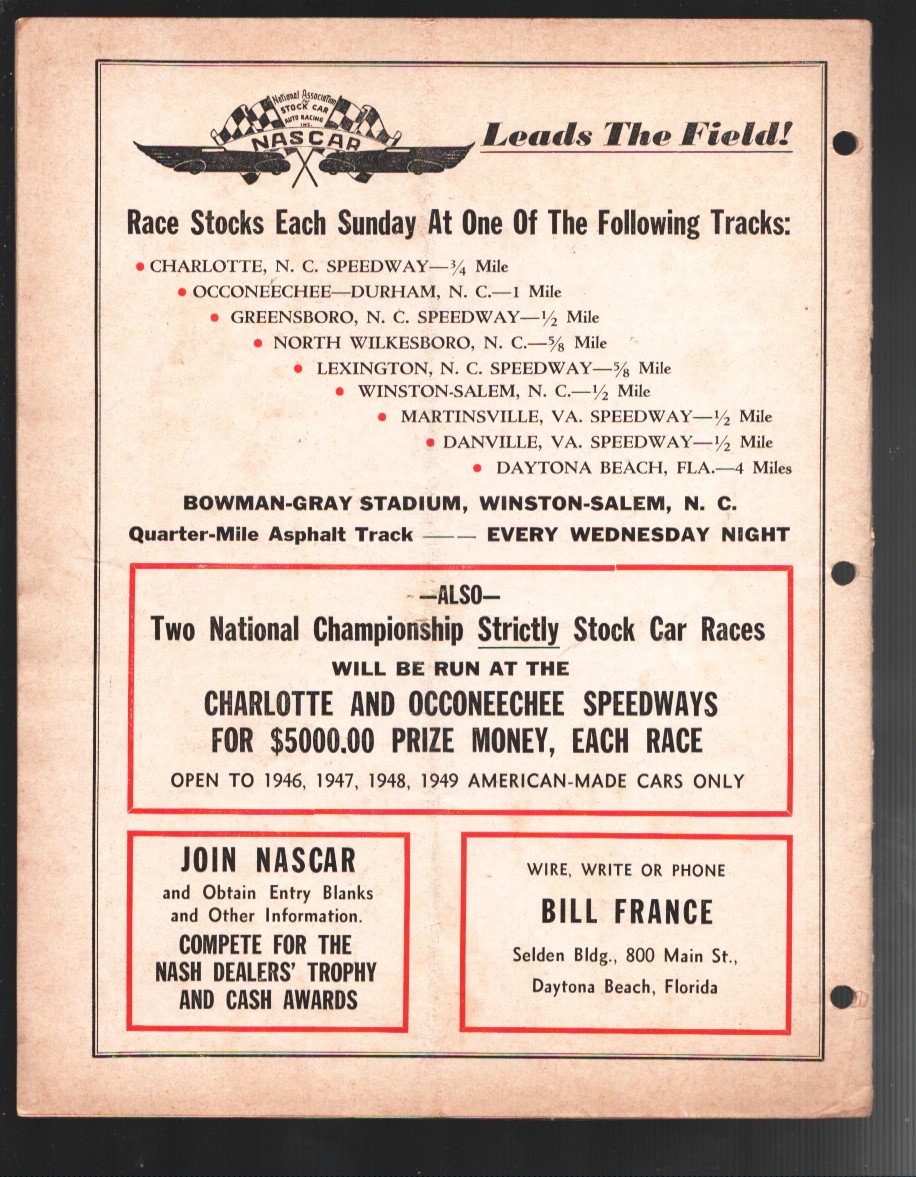 National Association
OF
STOCK CAR
AUTO RACING
INC.
NASCAR
Leads The Field!
Race Stocks Each Sunday At One Of The Following Tracks:
• CHARLOTTE, N. C. SPEEDWAY—¾ Mile
• OCCONEECHEE—DURHAM, N. C.—1 Mile
• GREENSBORO, N. C. SPEEDWAY—½ Mile
• NORTH WILKESBORO, N. C.—⅝ Mile
• LEXINGTON, N. C. SPEEDWAY—⅝ Mile
• WINSTON-SALEM, N. C.—½ Mile
• MARTINSVILLE, VA. SPEEDWAY—½ Mile
• DANVILLE, VA. SPEEDWAY—½ Mile
• DAYTONA BEACH, FLA.—4 Miles
BOWMAN-GRAY STADIUM, WINSTON-SALEM, N. C.
Quarter-Mile Asphalt Track — — EVERY WEDNESDAY NIGHT
—ALSO—
Two National Championship Strictly Stock Car Races
WILL BE RUN AT THE
CHARLOTTE AND OCCONEECHEE SPEEDWAYS
FOR $5000.00 PRIZE MONEY, EACH RACE
OPEN TO 1946, 1947, 1948, 1949 AMERICAN-MADE CARS ONLY
JOIN NASCAR
and Obtain Entry Blanks
and Other Information.
COMPETE FOR THE
NASH DEALERS' TROPHY
AND CASH AWARDS
WIRE, WRITE OR PHONE
BILL FRANCE
Selden Bldg., 800 Main St.,
Daytona Beach, Florida